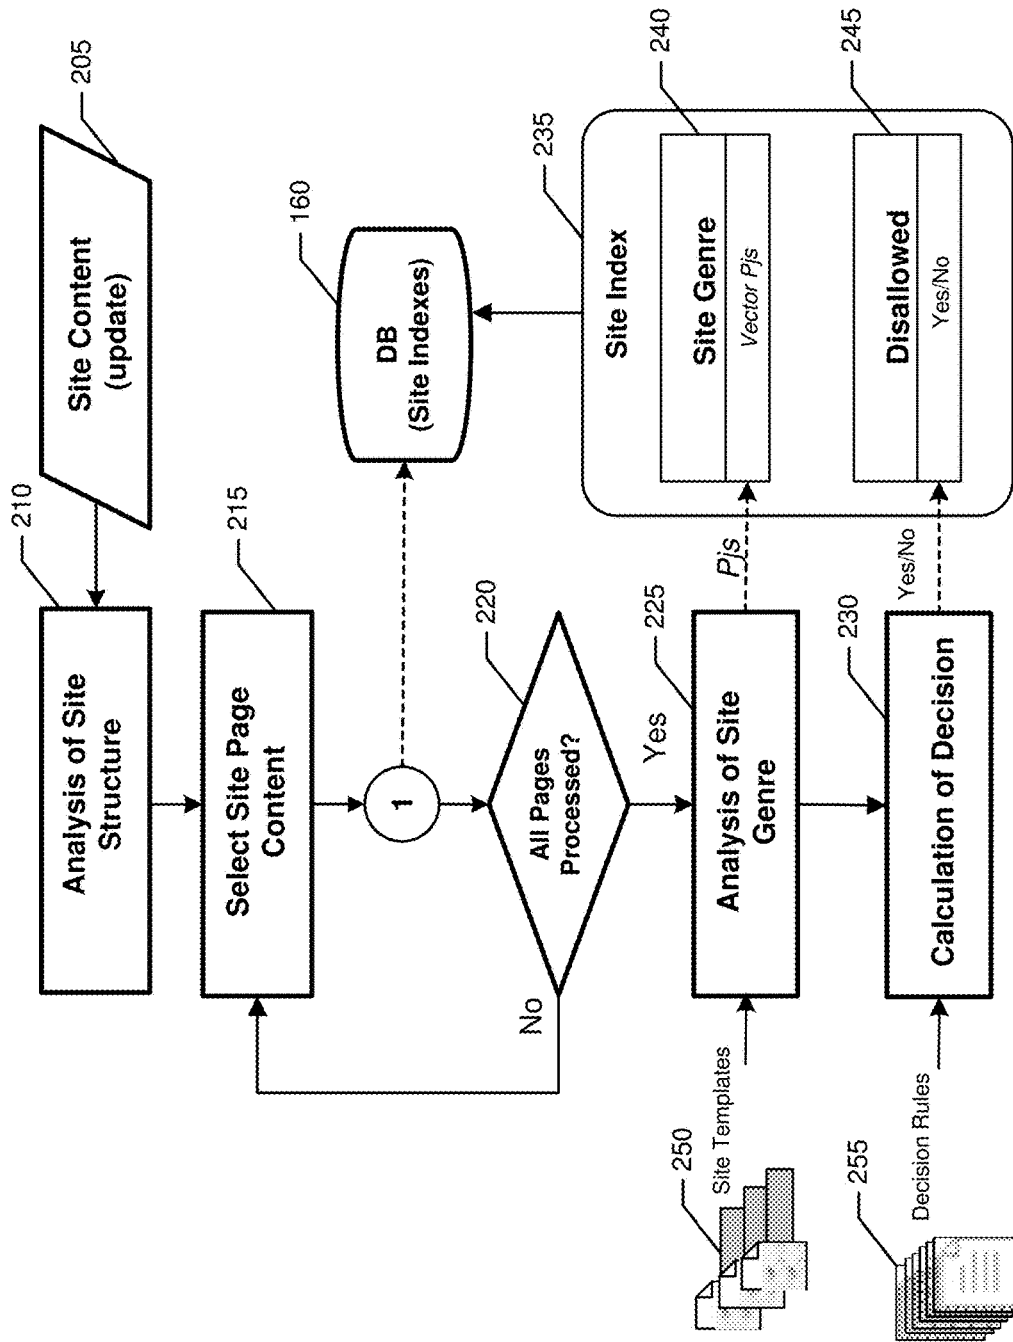 Site Content
(update)
205
210
Analysis of Site
Structure
215
Select Site Page
Content
160
DB
(Site Indexes)
1
220
All Pages
Processed?
No
Yes
235
Site Index
240
Site Genre
Vector Pjs
245
Disallowed
Yes/No
225
Analysis of Site
Genre
Pjs
230
Calculation of Decision
Yes/No
250
Site Templates
255
Decision Rules